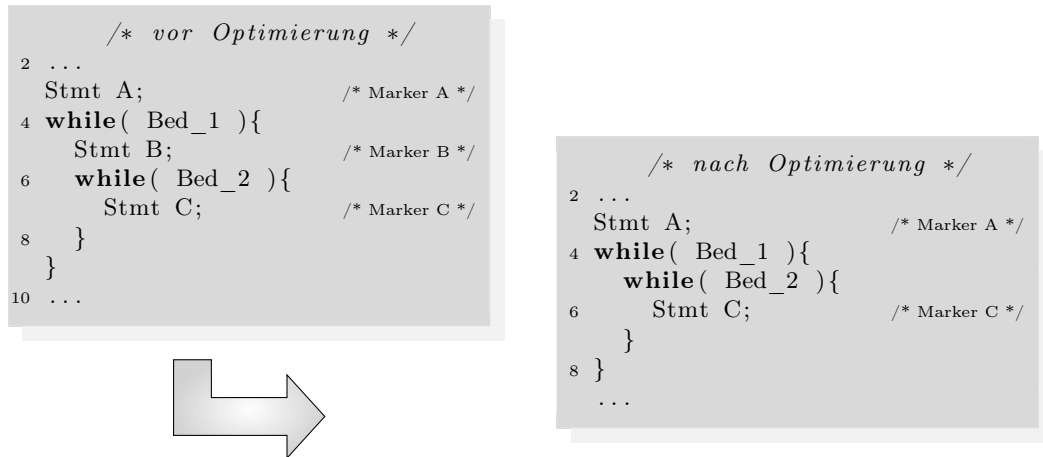 /* vor Optimierung */
2 ...
Stmt A; /* Marker A */
4 while( Bed_1 ){
Stmt B; /* Marker B */
6 while( Bed_2 ){
Stmt C; /* Marker C */
8 }
}
10 ...
/* nach Optimierung */
2 ...
Stmt A; /* Marker A */
4 while( Bed_1 ){
while( Bed_2 ){
6 Stmt C; /* Marker C */
}
8 }
...